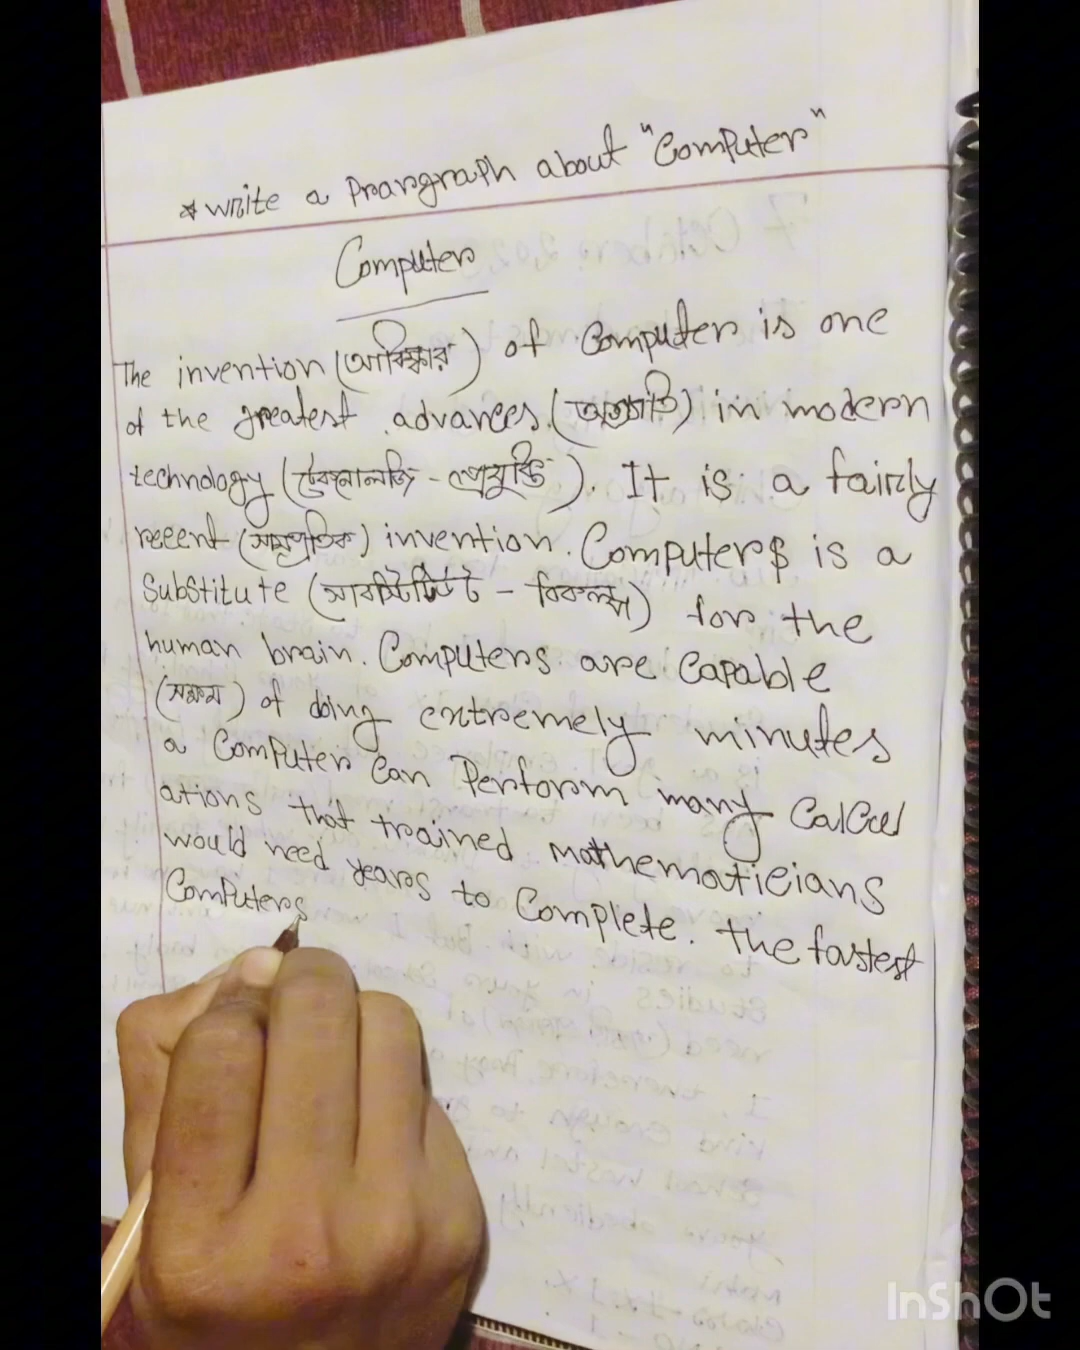 * write a Prargraph about "Computer"
Computer
The invention (আবিষ্কার) of Computer is one
of the greatest advances (অগ্রগতি) in modern
technology (টেকনোলজি - প্রযুক্তি). It is a fairly
recent (সাম্প্রতিক) invention. Computers is a
Substitute (সাবস্টিটিউট - বিকল্প) for the
human brain. Computers are Capable
(সক্ষম) of doing extremely minutes
a Computer Can Perform many Calcul
ations that trained mathematicians
would need years to Complete. the fastest
Computers
InShOt